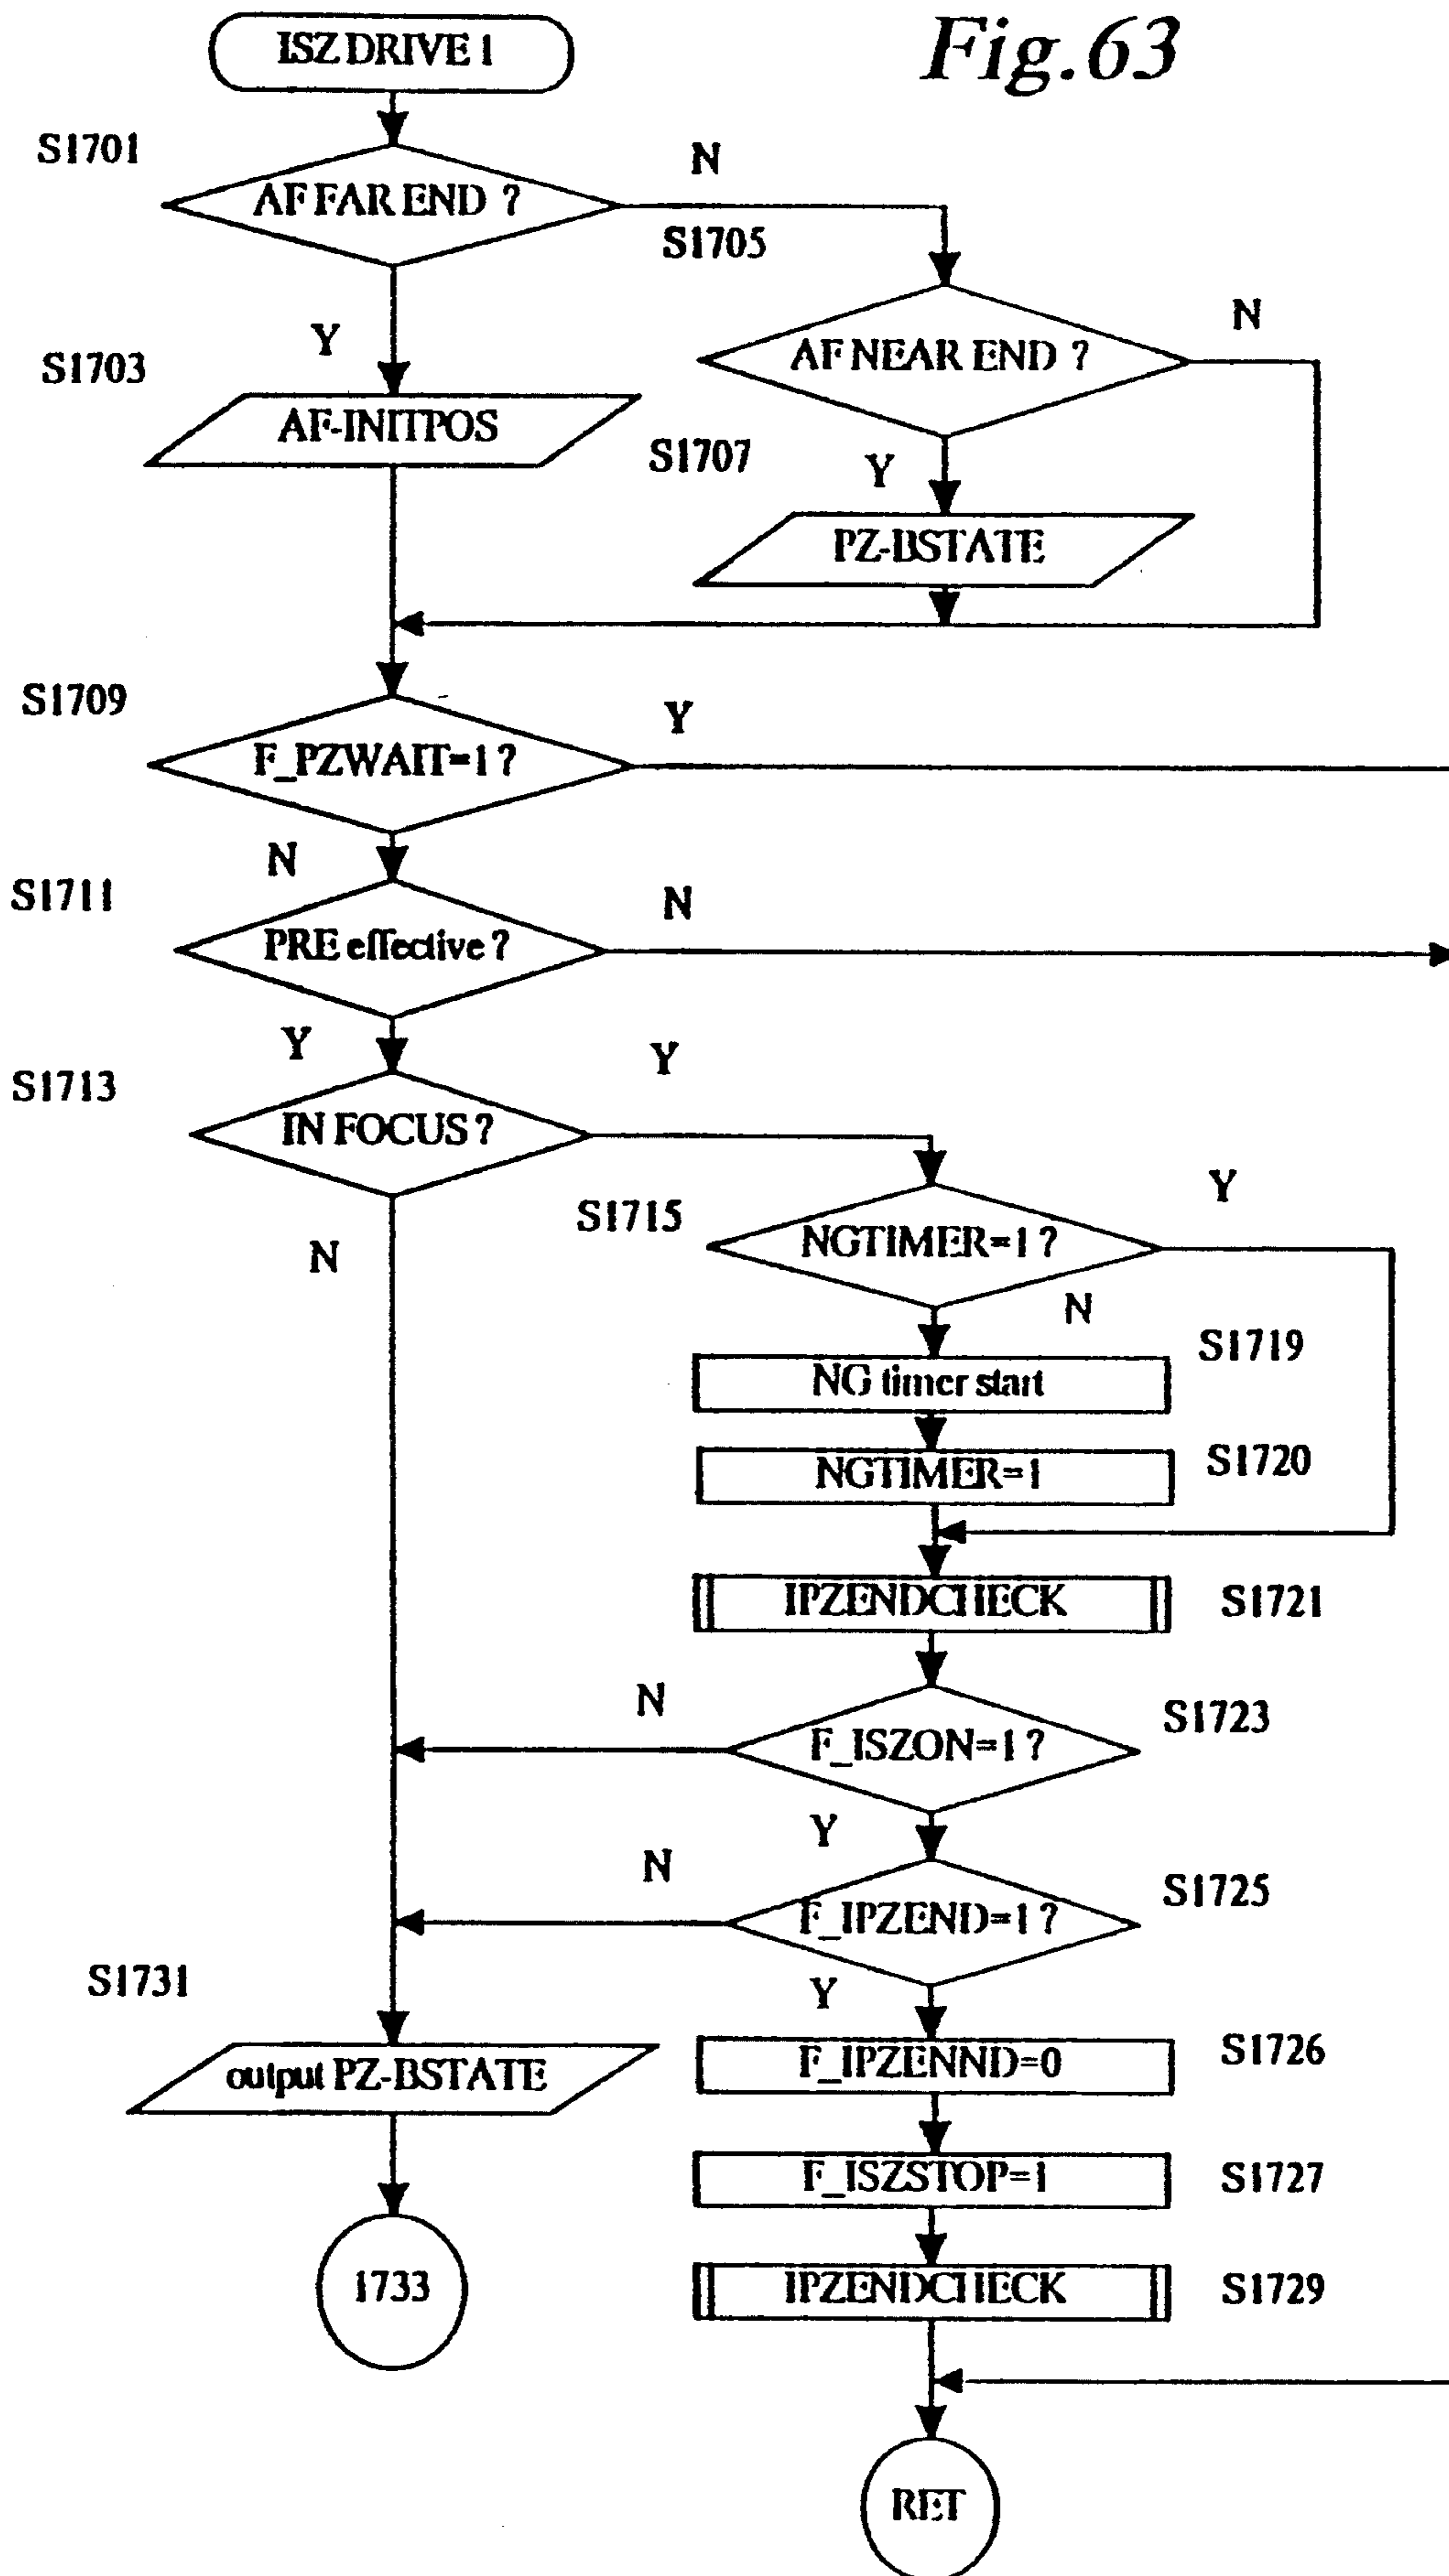 Fig.63
ISZ DRIVE 1
S1701
AF FAR END ?
N
Y
S1705
AF NEAR END ?
N
Y
S1703
AF-INITPOS
S1707
PZ-BSTATE
S1709
F_PZWAIT=1 ?
Y
N
S1711
PRE effective ?
N
Y
S1713
IN FOCUS ?
Y
N
S1715
NGTIMER=1 ?
Y
N
NG timer start
S1719
NGTIMER=1
S1720
IPZENDCHECK
S1721
F_ISZON=1 ?
S1723
N
Y
F_IPZEND=1 ?
S1725
N
Y
S1731
output PZ-BSTATE
1733
F_IPZENND=0
S1726
F_ISZSTOP=1
S1727
IPZENDCHECK
S1729
RET